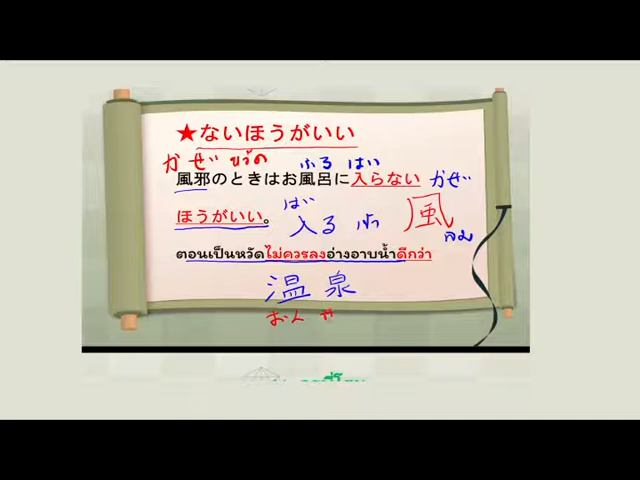 ★ないほうがいい
かぜ หวัด ふろ はい
風邪のときはお風呂に入らない かぜ
ほうがいい。 はい 入る เข้า 風 ลม
ตอนเป็นหวัดไม่ควรลงอ่างอาบน้ำดีกว่า
温泉
おん